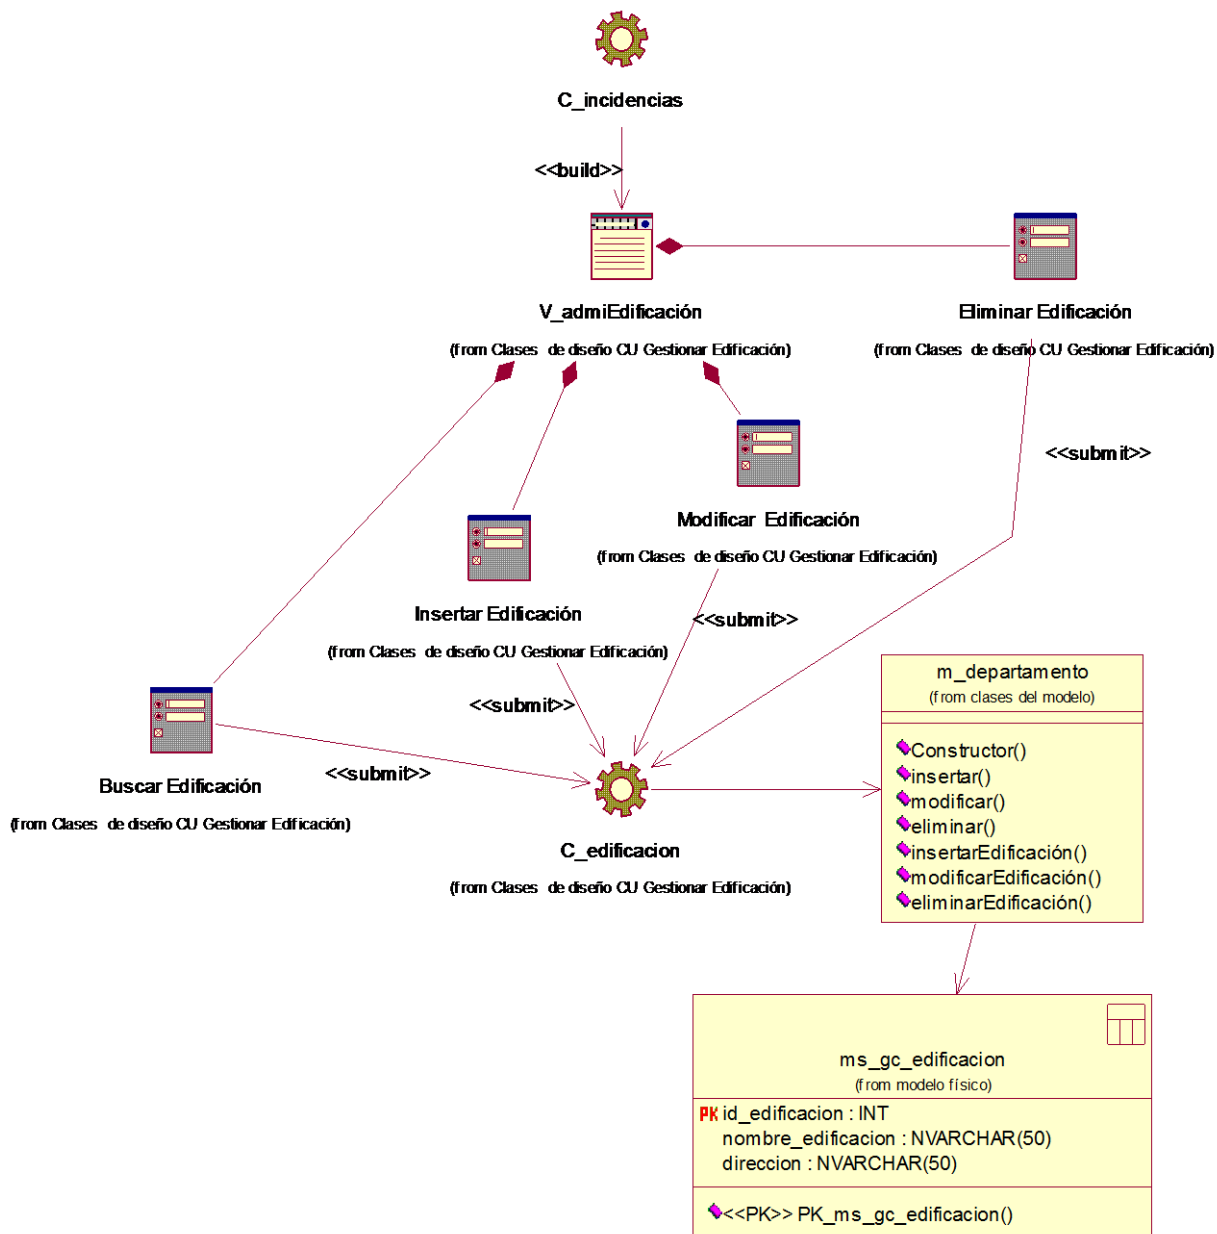 C_incidencias
<<build>>
V_admiEdificación
(from Clases de diseño CU Gestionar Edificación)
Eliminar Edificación
(from Clases de diseño CU Gestionar Edificación)
<<submit>>
Modificar Edificación
(from Clases de diseño CU Gestionar Edificación)
<<submit>>
Insertar Edificación
(from Clases de diseño CU Gestionar Edificación)
<<submit>>
Buscar Edificación
(from Clases de diseño CU Gestionar Edificación)
<<submit>>
C_edificacion
(from Clases de diseño CU Gestionar Edificación)
m_departamento
(from clases del modelo)
Constructor()
insertar()
modificar()
eliminar()
insertarEdificación()
modificarEdificación()
eliminarEdificación()
ms_gc_edificacion
(from modelo físico)
PK id_edificacion : INT
nombre_edificacion : NVARCHAR(50)
direccion : NVARCHAR(50)
<<PK>> PK_ms_gc_edificacion()